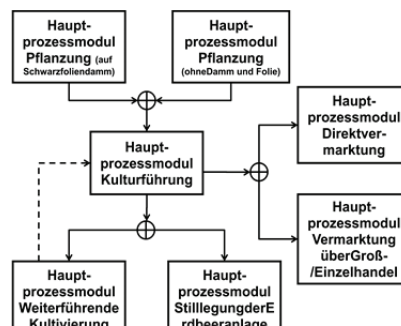 Haupt-
prozessmodul
Pflanzung (auf
Schwarzfoliendamm)
Haupt-
prozessmodul
Pflanzung
(ohneDamm und Folie)
Haupt-
prozessmodul
Direktver-
marktung
Haupt-
prozessmodul
Kulturführung
Haupt-
prozessmodul
Vermarktung
überGroß-
/Einzelhandel
Haupt-
prozessmodul
Weiterführende
Kultivierung
Haupt-
prozessmodul
StilllegungderE
rdbeeranlage